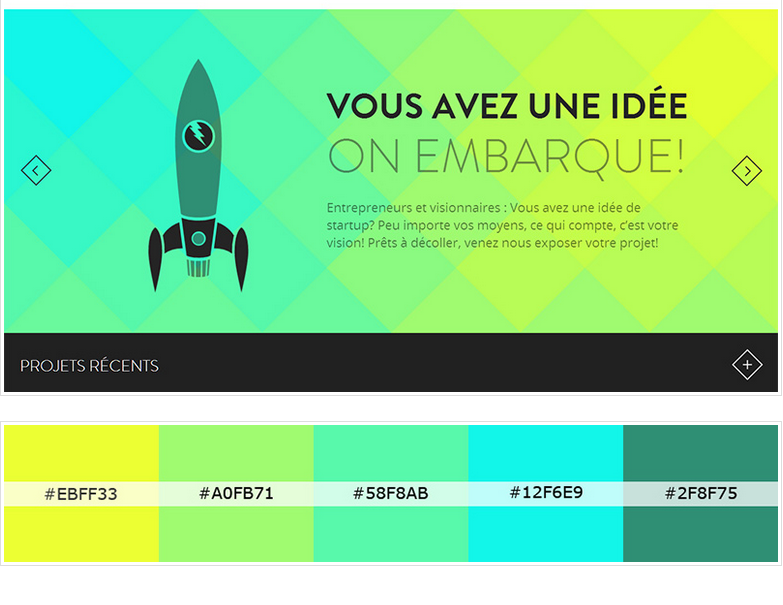 VOUS AVEZ UNE IDÉE
ON EMBARQUE!
Entrepreneurs et visionnaires : Vous avez une idée de
startup? Peu importe vos moyens, ce qui compte, c'est votre
vision! Prêts à décoller, venez nous exposer votre projet!
PROJETS RÉCENTS
#EBFF33 #A0FB71 #58F8AB #12F6E9 #2F8F75